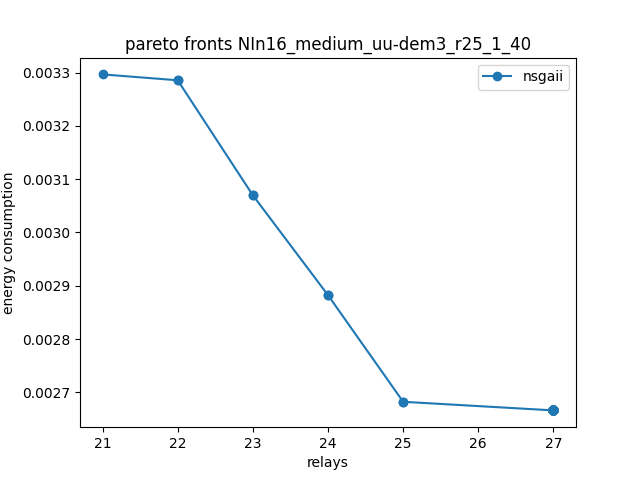 pareto fronts NIn16_medium_uu-dem3_r25_1_40
nsgaii
energy consumption
0.0033
0.0032
0.0031
0.0030
0.0029
0.0028
0.0027
21 22 23 24 25 26 27
relays